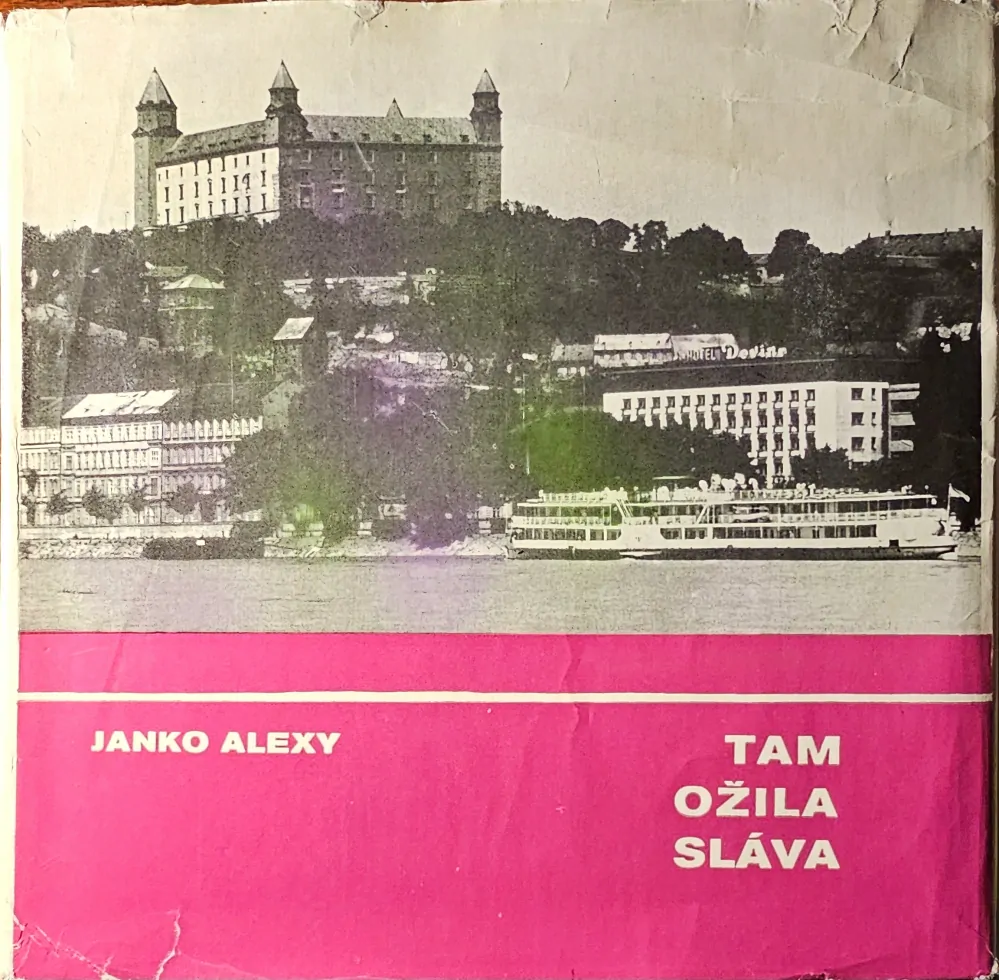 HOTEL Devín
JANKO ALEXY
TAM
OŽILA
SLÁVA